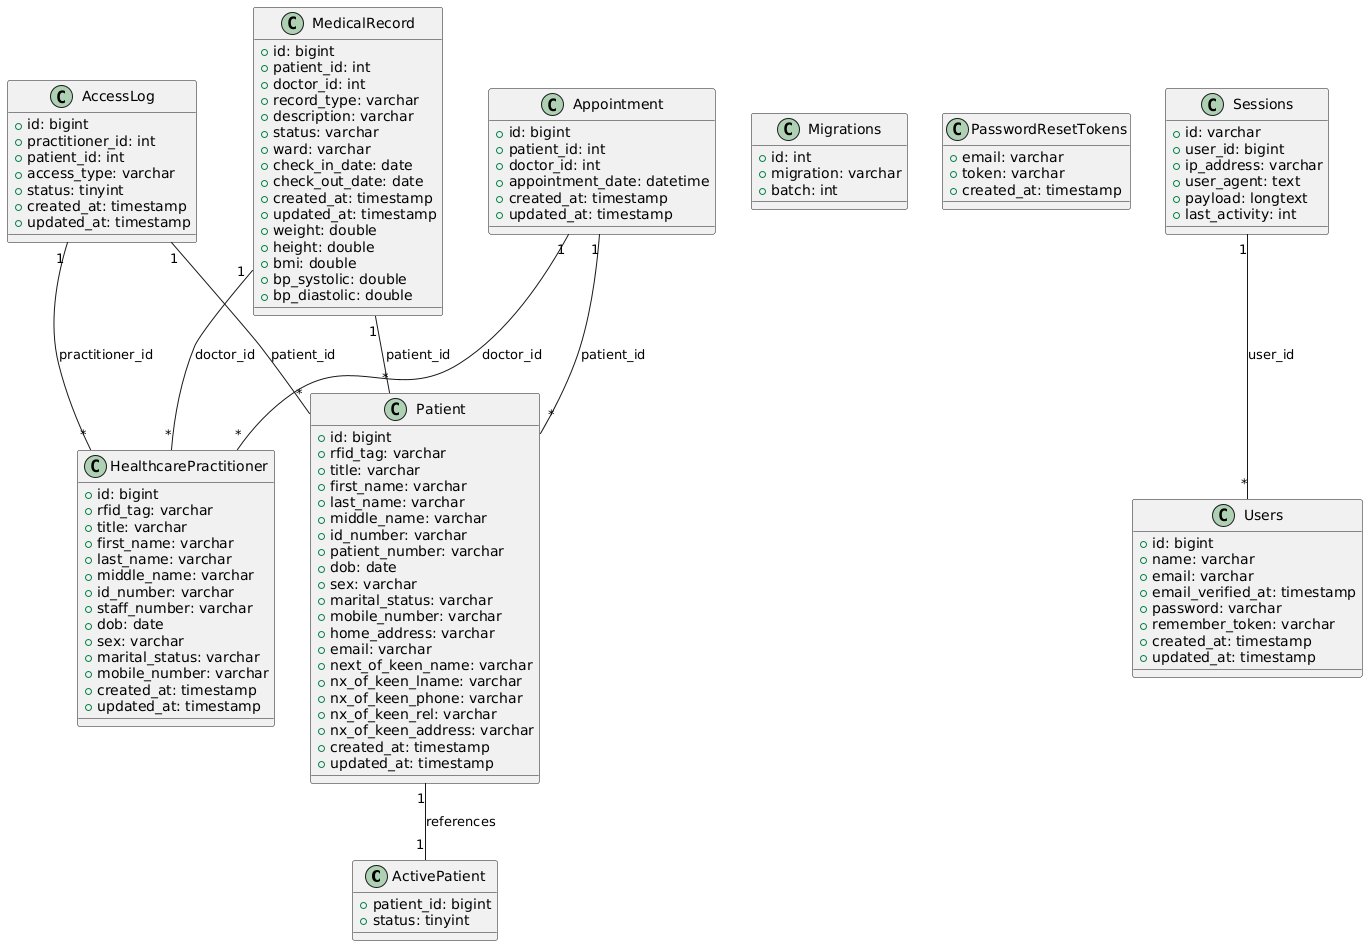 C MedicalRecord
id: bigint
patient_id: int
doctor_id: int
record_type: varchar
description: varchar
status: varchar
ward: varchar
check_in_date: date
check_out_date: date
created_at: timestamp
updated_at: timestamp
weight: double
height: double
bmi: double
bp_systolic: double
bp_diastolic: double
C AccessLog
id: bigint
practitioner_id: int
patient_id: int
access_type: varchar
status: tinyint
created_at: timestamp
updated_at: timestamp
C Appointment
id: bigint
patient_id: int
doctor_id: int
appointment_date: datetime
created_at: timestamp
updated_at: timestamp
C Migrations
id: int
migration: varchar
batch: int
C PasswordResetTokens
email: varchar
token: varchar
created_at: timestamp
C Sessions
id: varchar
user_id: bigint
ip_address: varchar
user_agent: text
payload: longtext
last_activity: int
1
1
1
1
1
1
1
practitioner_id
doctor_id
patient_id
patient_id
doctor_id
patient_id
user_id
*
*
*
*
*
*
*
C HealthcarePractitioner
id: bigint
rfid_tag: varchar
title: varchar
first_name: varchar
last_name: varchar
middle_name: varchar
id_number: varchar
staff_number: varchar
dob: date
sex: varchar
marital_status: varchar
mobile_number: varchar
created_at: timestamp
updated_at: timestamp
C Patient
id: bigint
rfid_tag: varchar
title: varchar
first_name: varchar
last_name: varchar
middle_name: varchar
id_number: varchar
patient_number: varchar
dob: date
sex: varchar
marital_status: varchar
mobile_number: varchar
home_address: varchar
email: varchar
next_of_keen_name: varchar
nx_of_keen_lname: varchar
nx_of_keen_phone: varchar
nx_of_keen_rel: varchar
nx_of_keen_address: varchar
created_at: timestamp
updated_at: timestamp
C Users
id: bigint
name: varchar
email: varchar
email_verified_at: timestamp
password: varchar
remember_token: varchar
created_at: timestamp
updated_at: timestamp
1
references
1
C ActivePatient
patient_id: bigint
status: tinyint